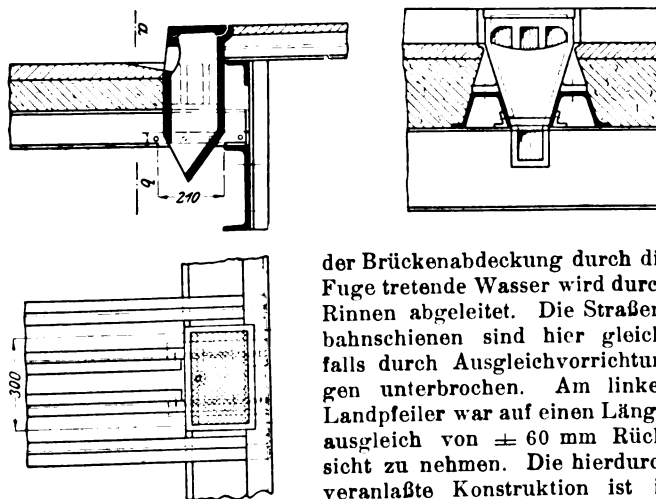 a
b
210
300
der Brückenabdeckung durch di
Fuge tretende Wasser wird durc
Rinnen abgeleitet. Die Straßen
bahnschienen sind hier gleich
falls durch Ausgleichvorrichtun
gen unterbrochen. Am linke
Landpfeiler war auf einen Läng
ausgleich von ± 60 mm Rück
sicht zu nehmen. Die hierdurc
veranlaßte Konstruktion ist i